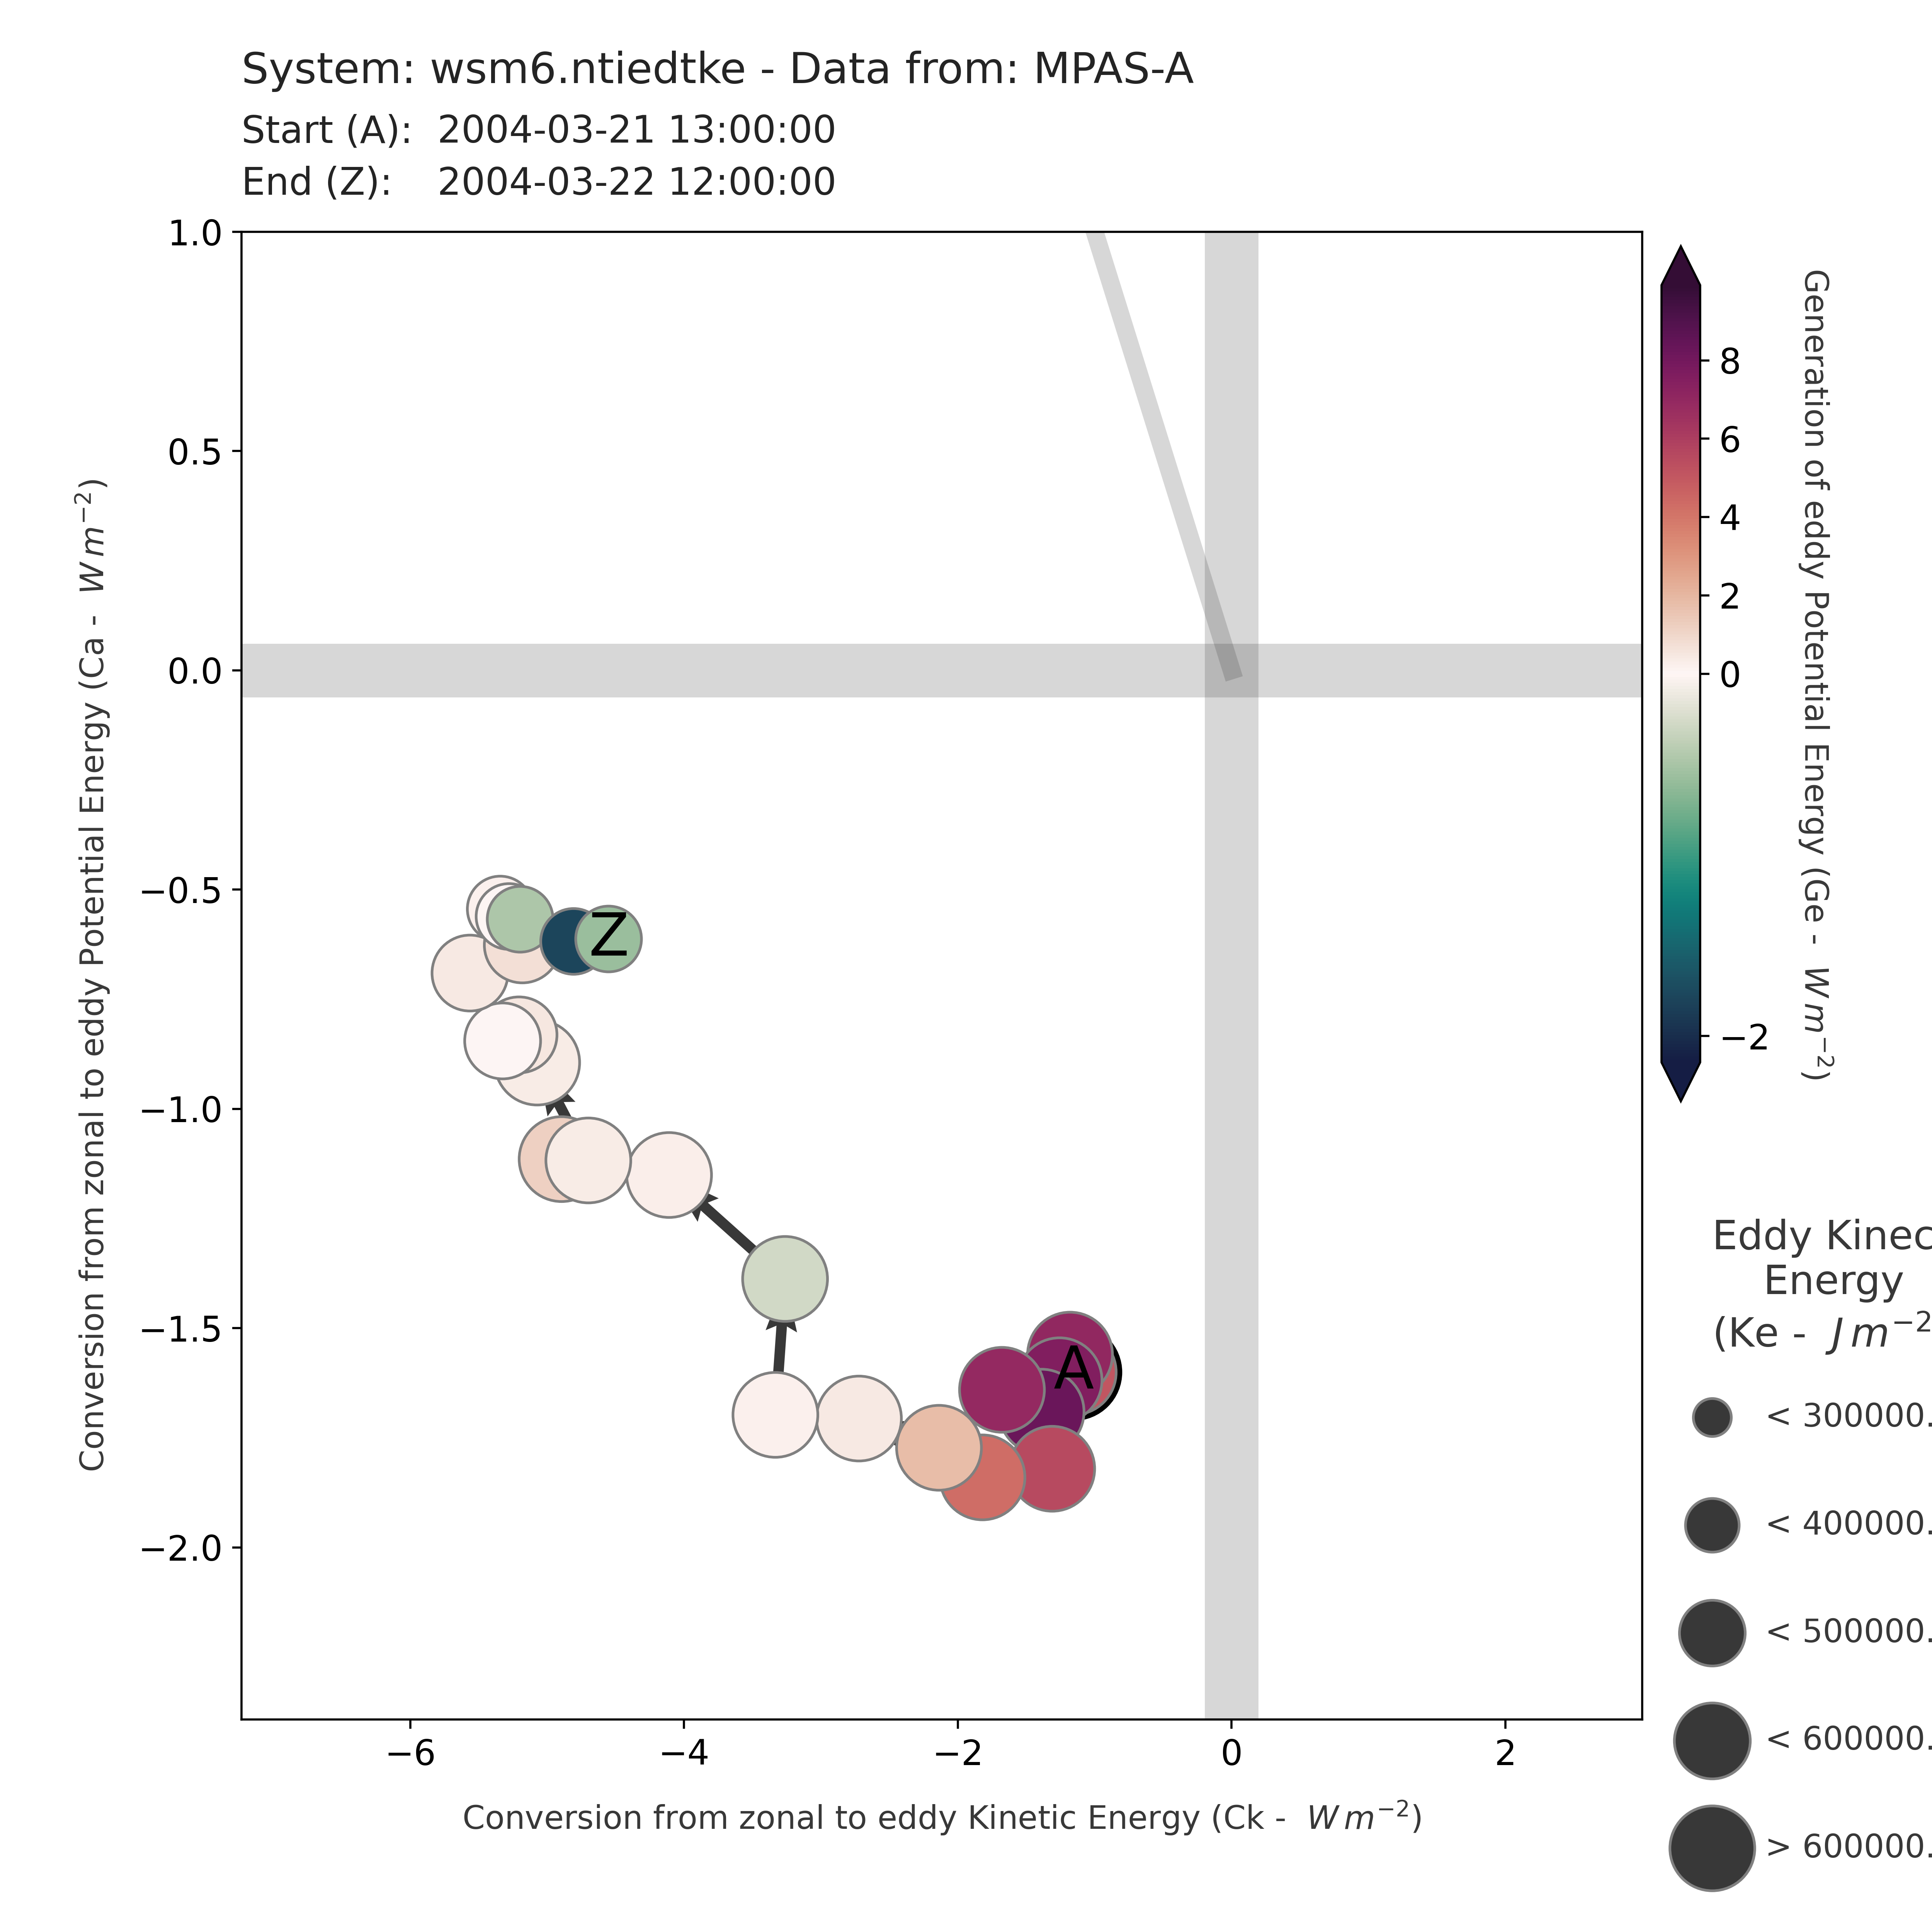 System: wsm6.ntiedtke - Data from: MPAS-A
Start (A): 2004-03-21 13:00:00
End (Z): 2004-03-22 12:00:00
1.0
0.5
0.0
−0.5
−1.0
−1.5
−2.0
Conversion from zonal to eddy Potential Energy (Ca - W m⁻²)
Z
A
−6
−4
−2
0
2
Conversion from zonal to eddy Kinetic Energy (Ck - W m⁻²)
8
6
4
2
0
−2
Generation of eddy Potential Energy (Ge - W m⁻²)
Eddy Kinec
Energy
(Ke - J m⁻²
< 300000.
< 400000.
< 500000.
< 600000.
> 600000.